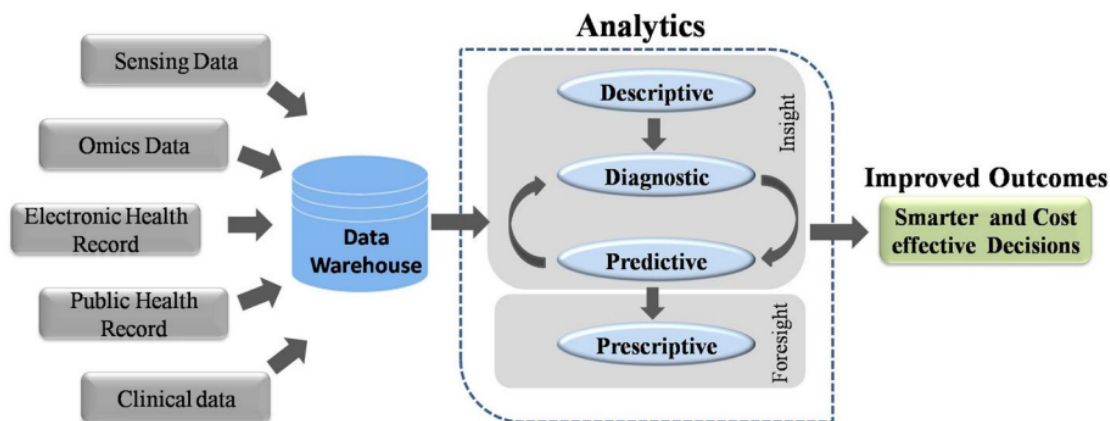 Sensing Data
Omics Data
Electronic Health
Record
Public Health
Record
Clinical data
Data
Warehouse
Analytics
Descriptive
Diagnostic
Predictive
Insight
Prescriptive
Foresight
Improved Outcomes
Smarter and Cost
effective Decisions